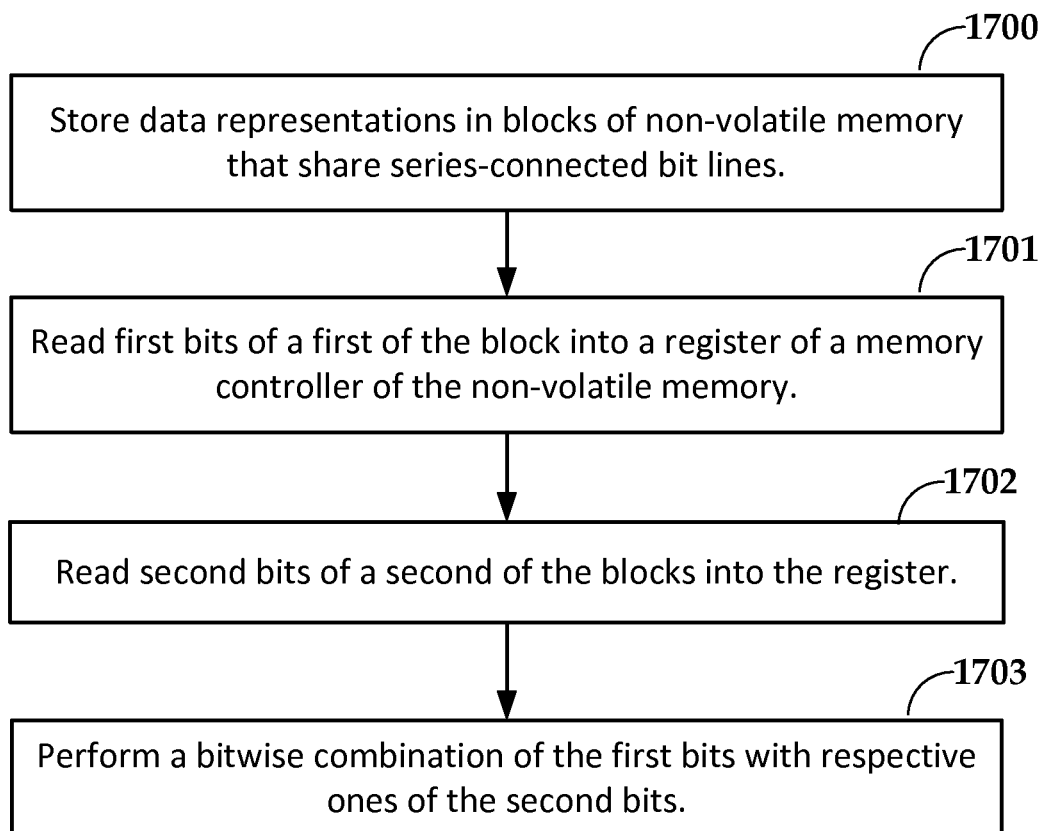 1700
Store data representations in blocks of non-volatile memory
that share series-connected bit lines.
1701
Read first bits of a first of the block into a register of a memory
controller of the non-volatile memory.
1702
Read second bits of a second of the blocks into the register.
1703
Perform a bitwise combination of the first bits with respective
ones of the second bits.